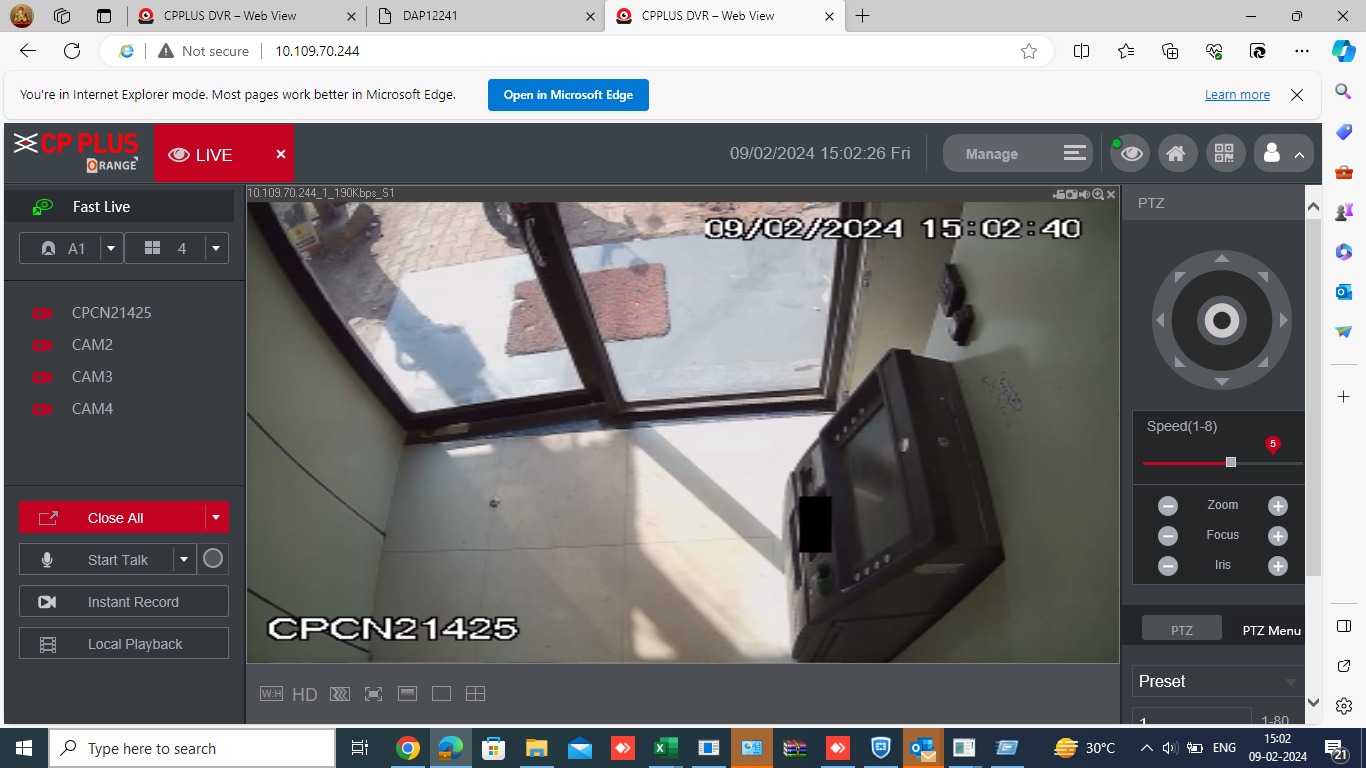 CPPLUS DVR – Web View
DAP12241
CPPLUS DVR – Web View
Not secure
10.109.70.244
You're in Internet Explorer mode. Most pages work better in Microsoft Edge.
Open in Microsoft Edge
Learn more
CP PLUS
ORANGE
LIVE
09/02/2024 15:02:26 Fri
Manage
Fast Live
10.109.70.244_1_190Kbps_S1
PTZ
A1
4
09/02/2024 15:02:40
CPCN21425
CAM2
CAM3
CAM4
Speed(1-8)
5
Zoom
Focus
Iris
Close All
Start Talk
Instant Record
Local Playback
CPCN21425
PTZ
PTZ Menu
Preset
1
1-80
W:H
HD
Type here to search
30°C
ENG
15:02
09-02-2024
21